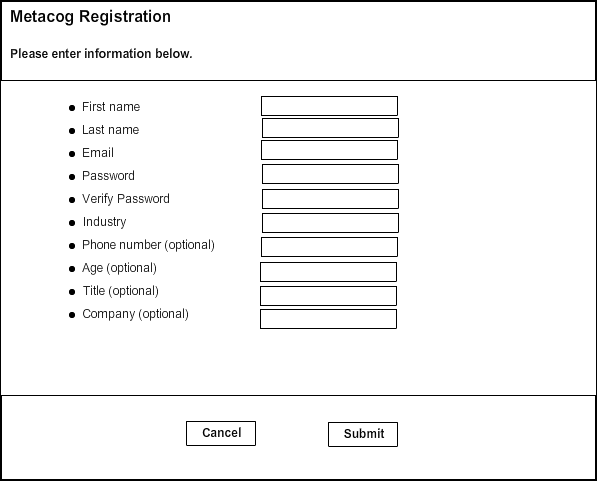 Metacog Registration
Please enter information below.
First name
Last name
Email
Password
Verify Password
Industry
Phone number (optional)
Age (optional)
Title (optional)
Company (optional)
Cancel Submit